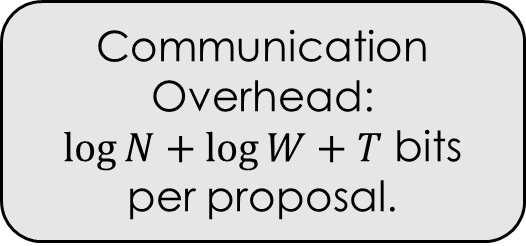 Communication
Overhead:
log N + log W + T bits
per proposal.